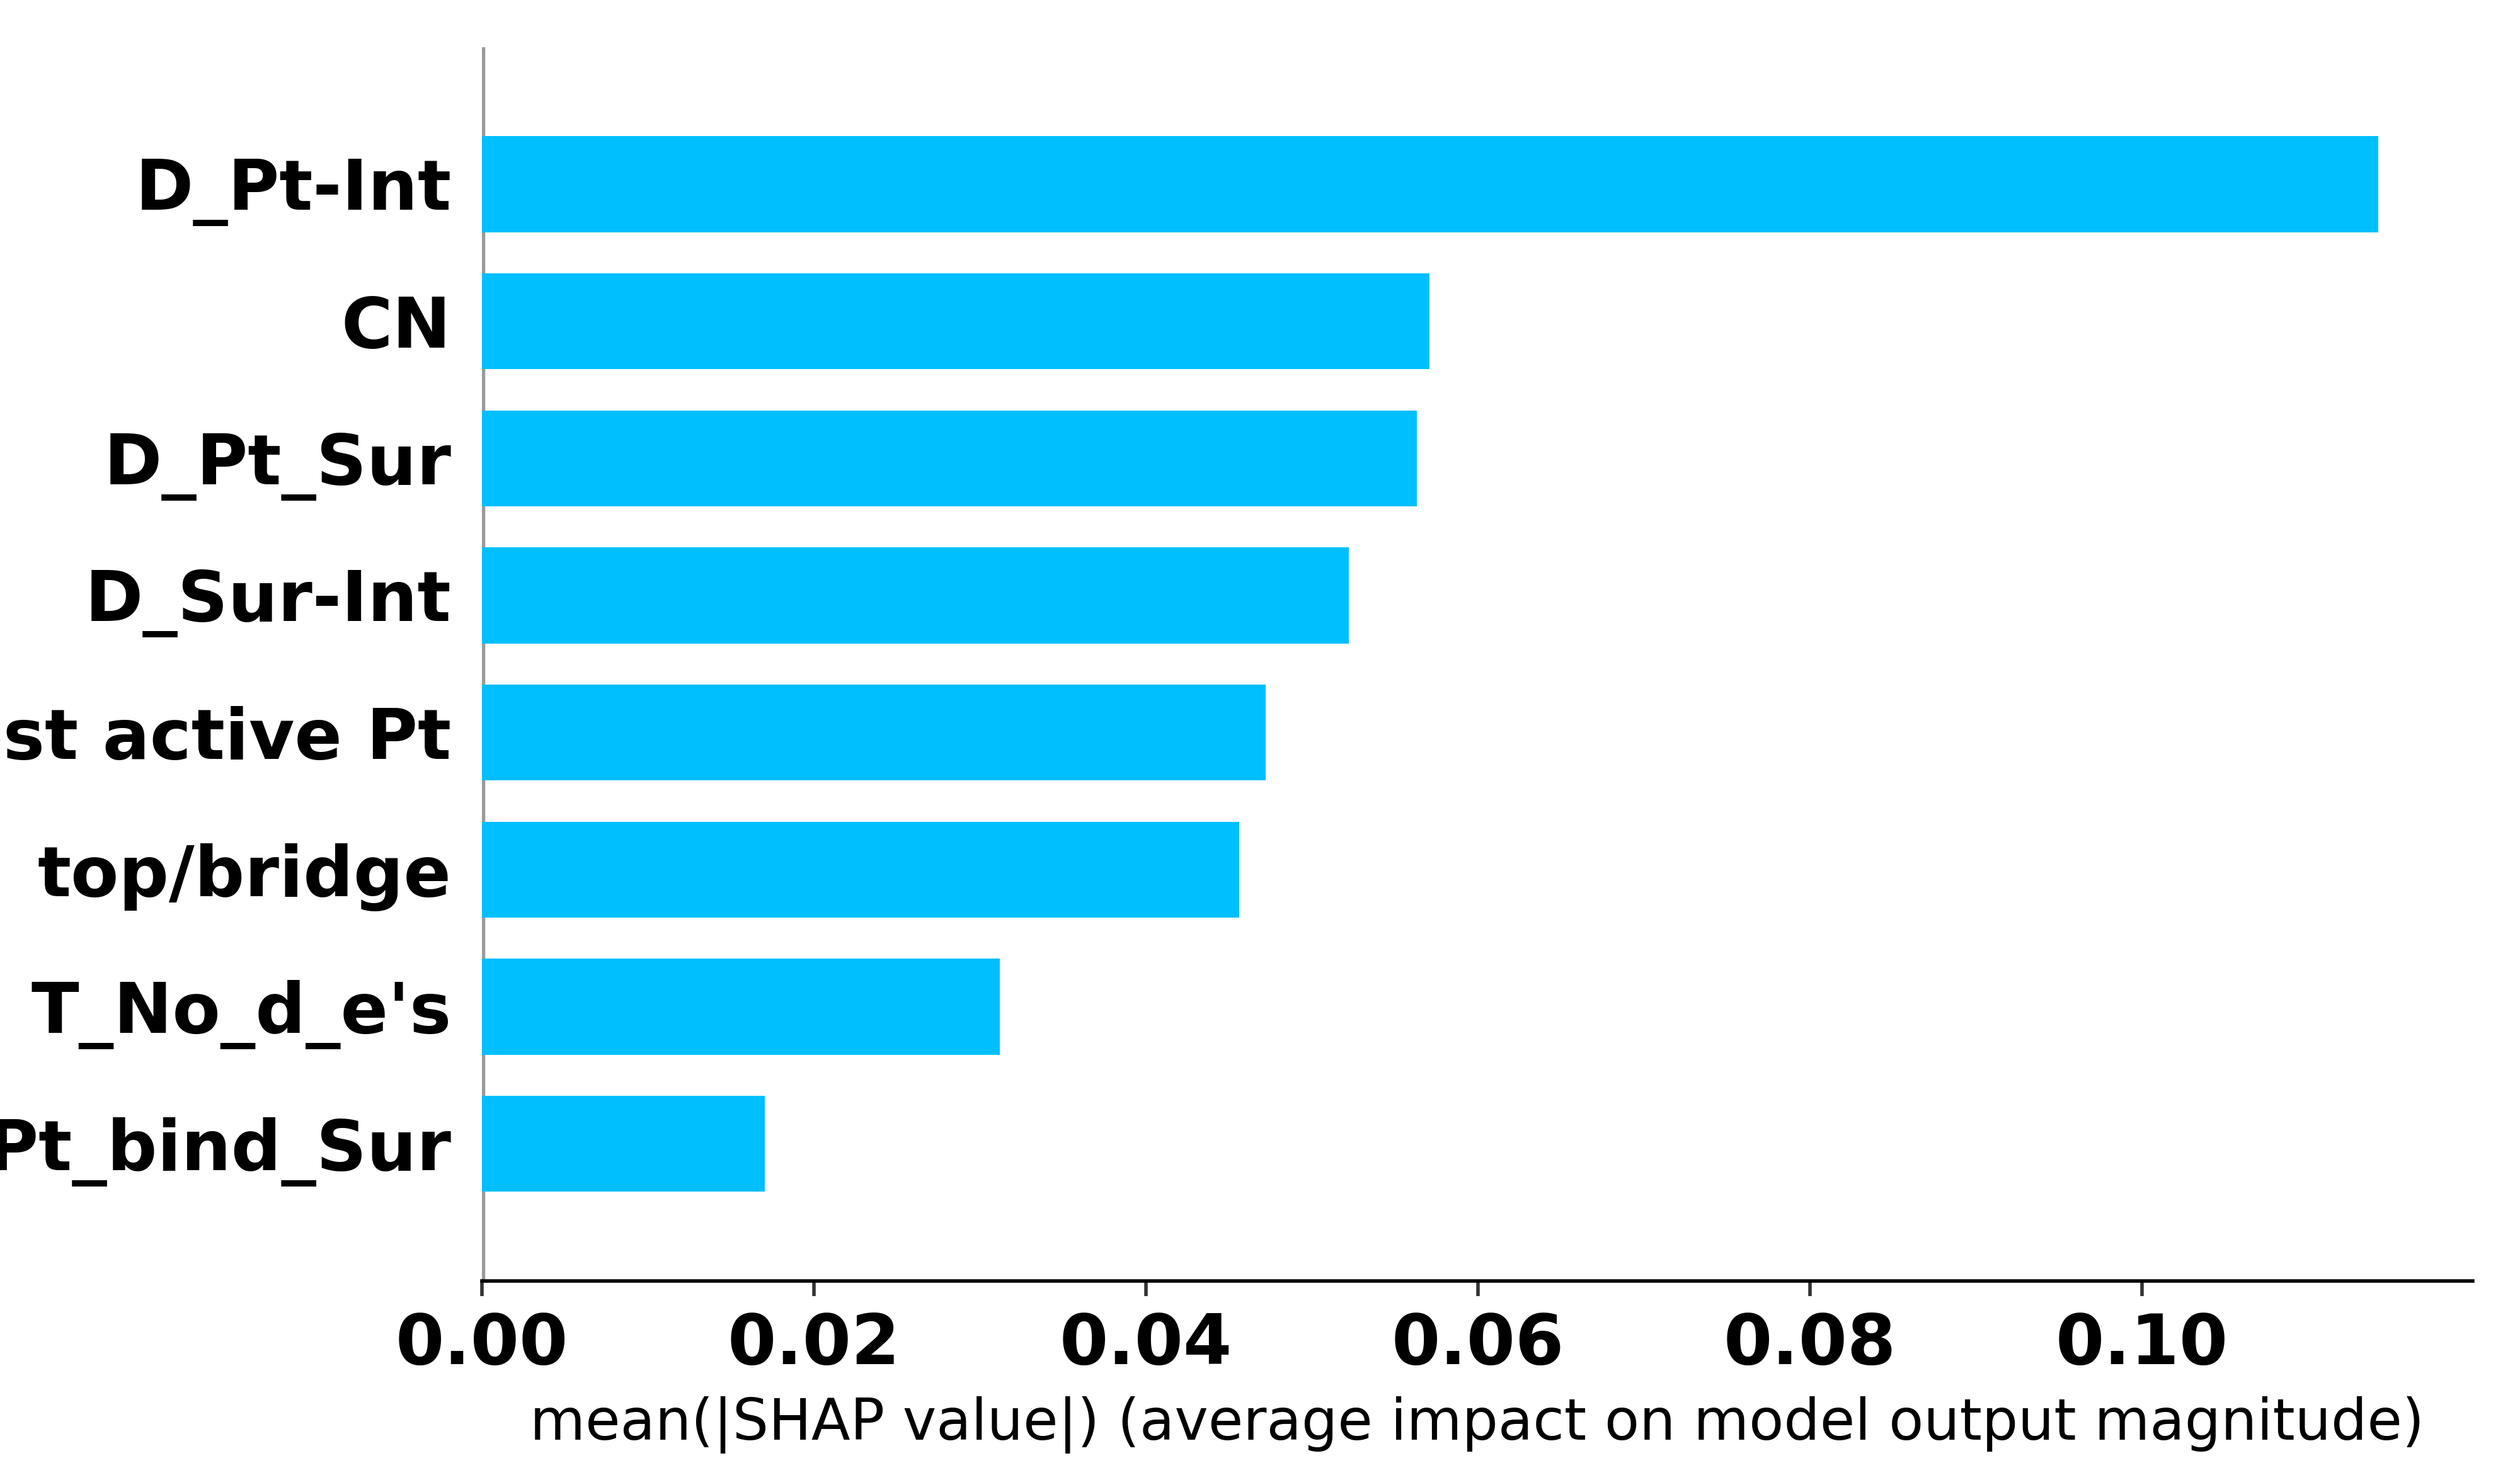 D_Pt-Int
CN
D_Pt_Sur
D_Sur-Int
st active Pt
top/bridge
T_No_d_e's
Pt_bind_Sur
0.00 0.02 0.04 0.06 0.08 0.10
mean(|SHAP value|) (average impact on model output magnitude)